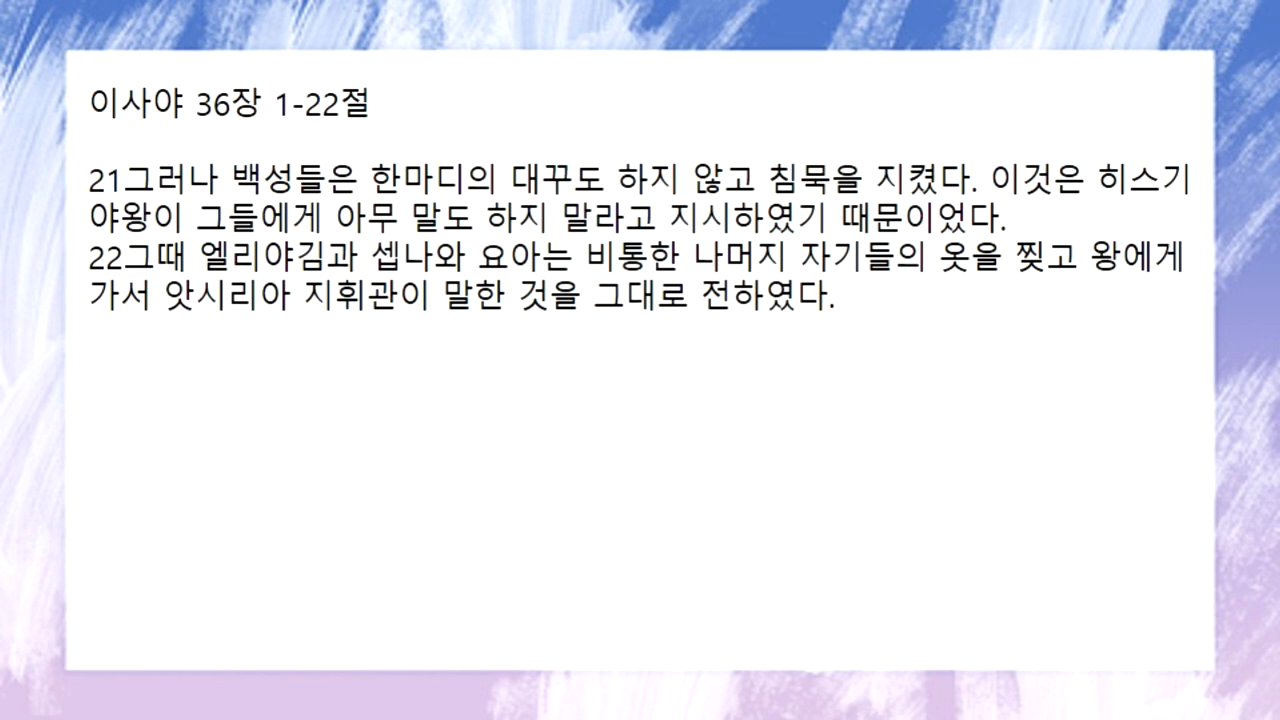 이사야 36장 1-22절
21그러나 백성들은 한마디의 대꾸도 하지 않고 침묵을 지켰다. 이것은 히스기
야왕이 그들에게 아무 말도 하지 말라고 지시하였기 때문이었다.
22그때 엘리야김과 셉나와 요아는 비통한 나머지 자기들의 옷을 찢고 왕에게
가서 앗시리아 지휘관이 말한 것을 그대로 전하였다.